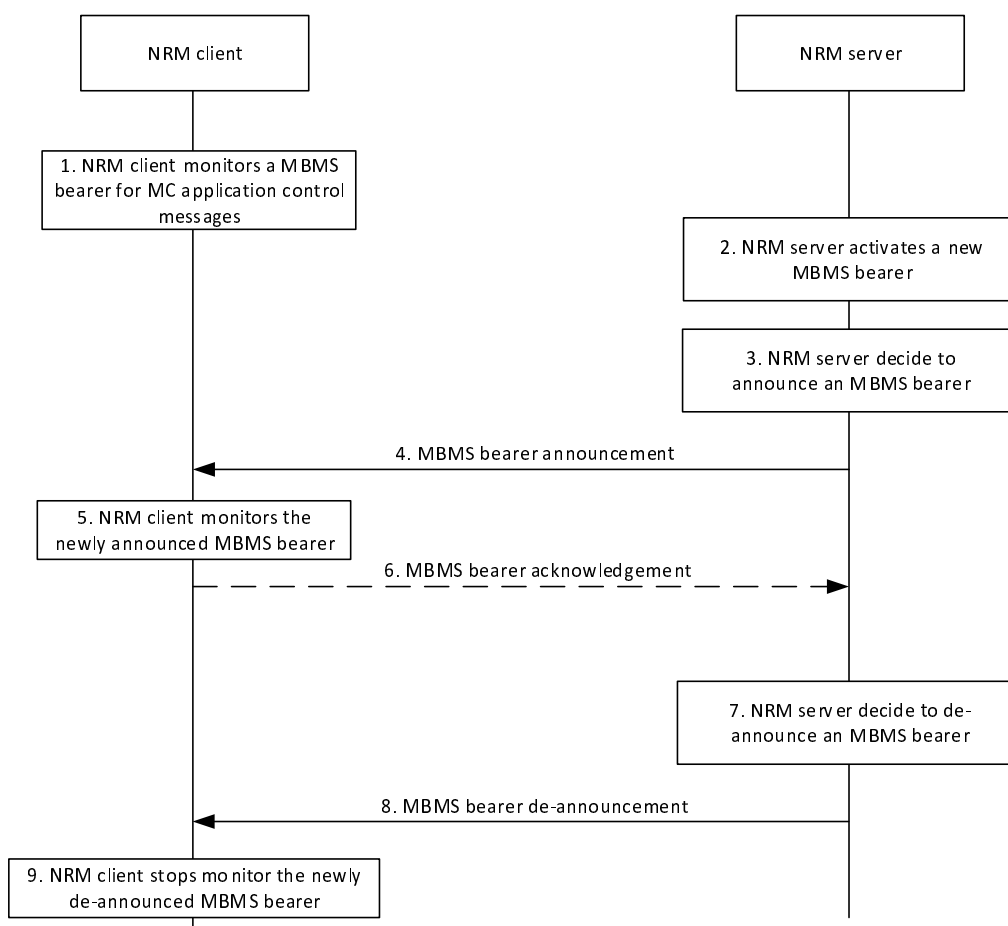 NRM client
NRM server
1. NRM client monitors a MBMS
bearer for MC application control
messages
2. NRM server activates a new
MBMS bearer
3. NRM server decide to
announce an MBMS bearer
4. MBMS bearer announcement
5. NRM client monitors the
newly announced MBMS bearer
6. MBMS bearer acknowledgement
7. NRM server decide to de-
announce an MBMS bearer
8. MBMS bearer de-announcement
9. NRM client stops monitor the newly
de-announced MBMS bearer